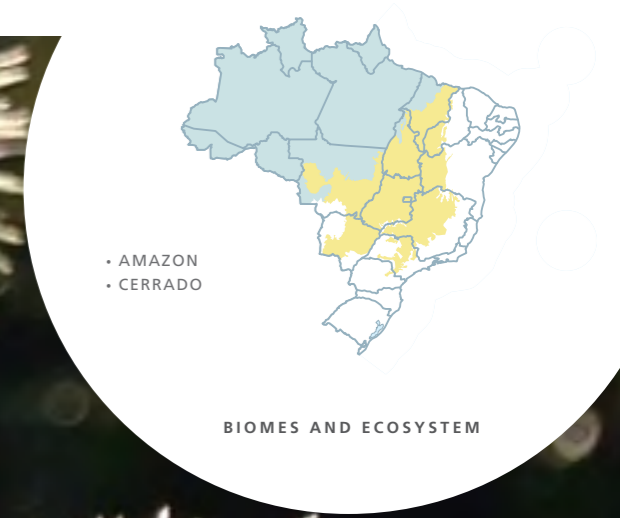 • AMAZON
• CERRADO
BIOMES AND ECOSYSTEM